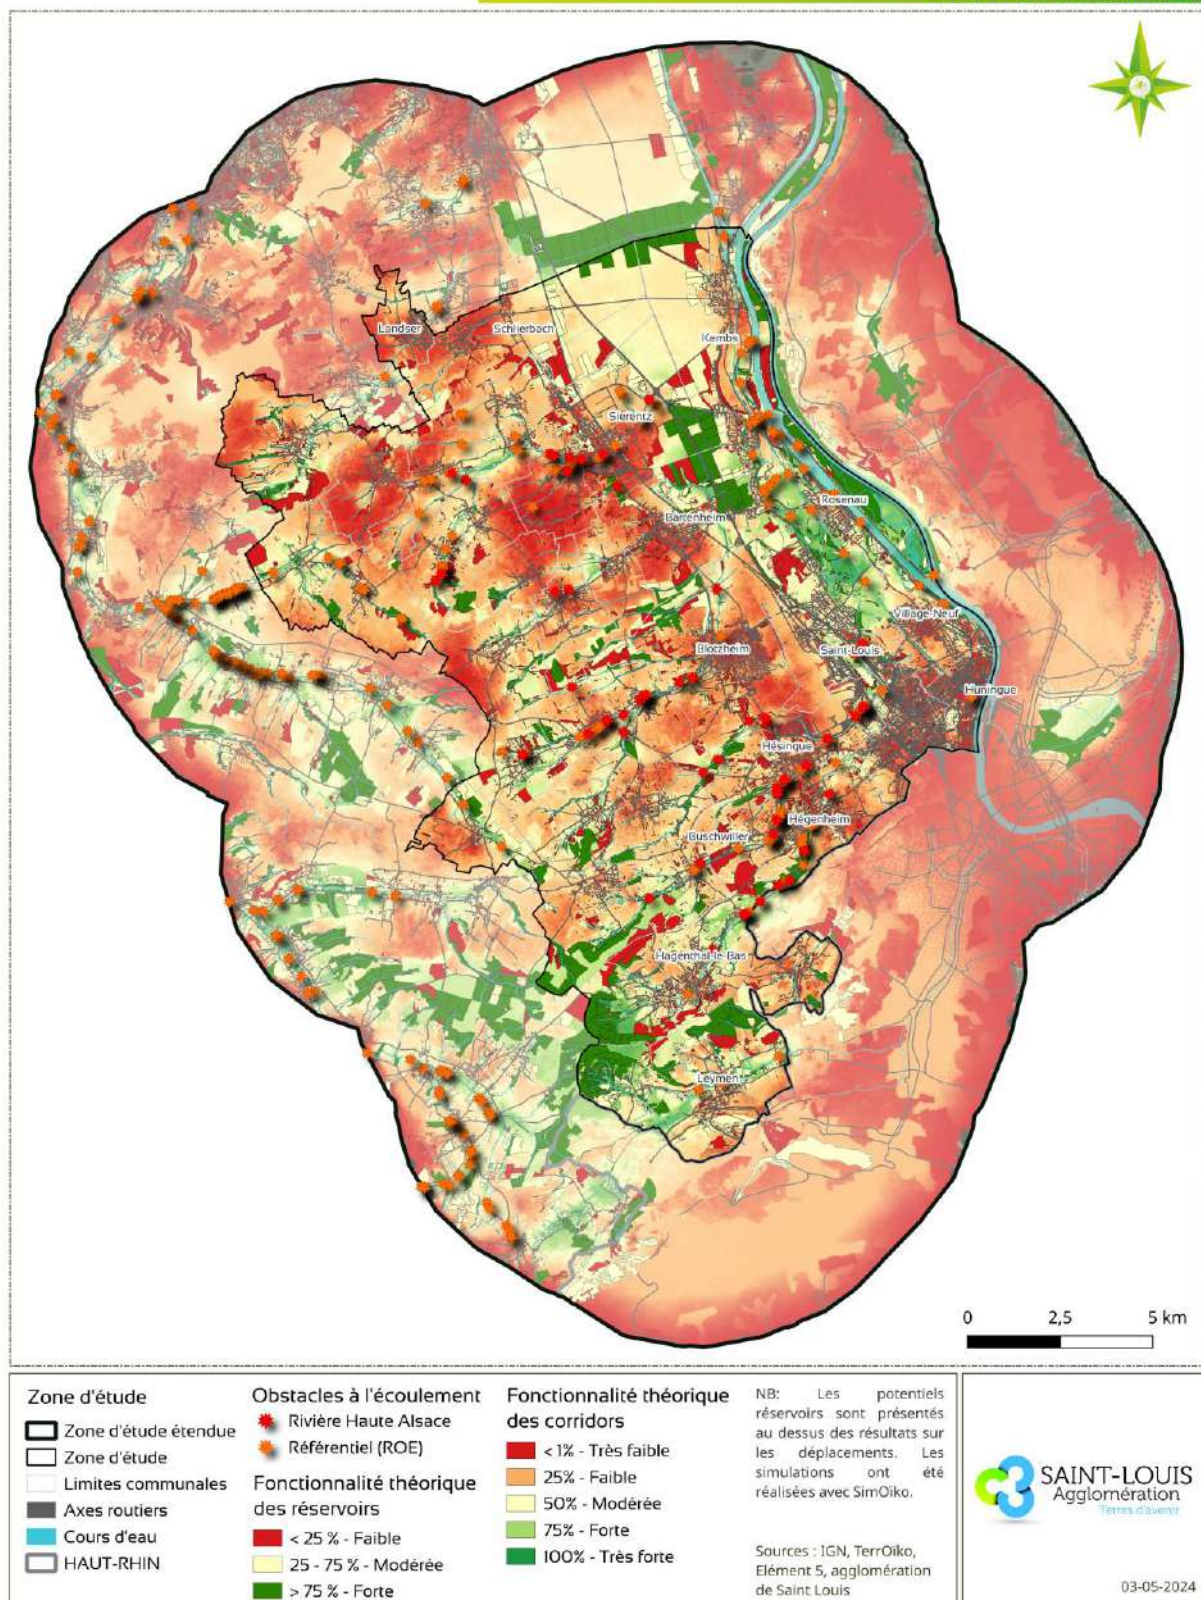 Landser
Schlierbach
Kembs
Sierentz
Rosenau
Bartenheim
Village-Neuf
Blotzheim
Saint-Louis
Huningue
Hésingue
Hégenheim
Buschwiller
Hagenthal-le-Bas
Leymen
0 2,5 5 km
Zone d'étude
Zone d'étude étendue
Zone d'étude
Limites communales
Axes routiers
Cours d'eau
HAUT-RHIN
Obstacles à l'écoulement
Rivière Haute Alsace
Référentiel (ROE)
Fonctionnalité théorique
des réservoirs
< 25 % - Faible
25 - 75 % - Modérée
> 75 % - Forte
Fonctionnalité théorique
des corridors
< 1% - Très faible
25% - Faible
50% - Modérée
75% - Forte
100% - Très forte
NB: Les potentiels
réservoirs sont présentés
au dessus des résultats sur
les déplacements. Les
simulations ont été
réalisées avec SimOïko.
Sources : IGN, TerrOïko,
Elément 5, agglomération
de Saint Louis
SAINT-LOUIS
Agglomération
Terres d'avenir
03-05-2024